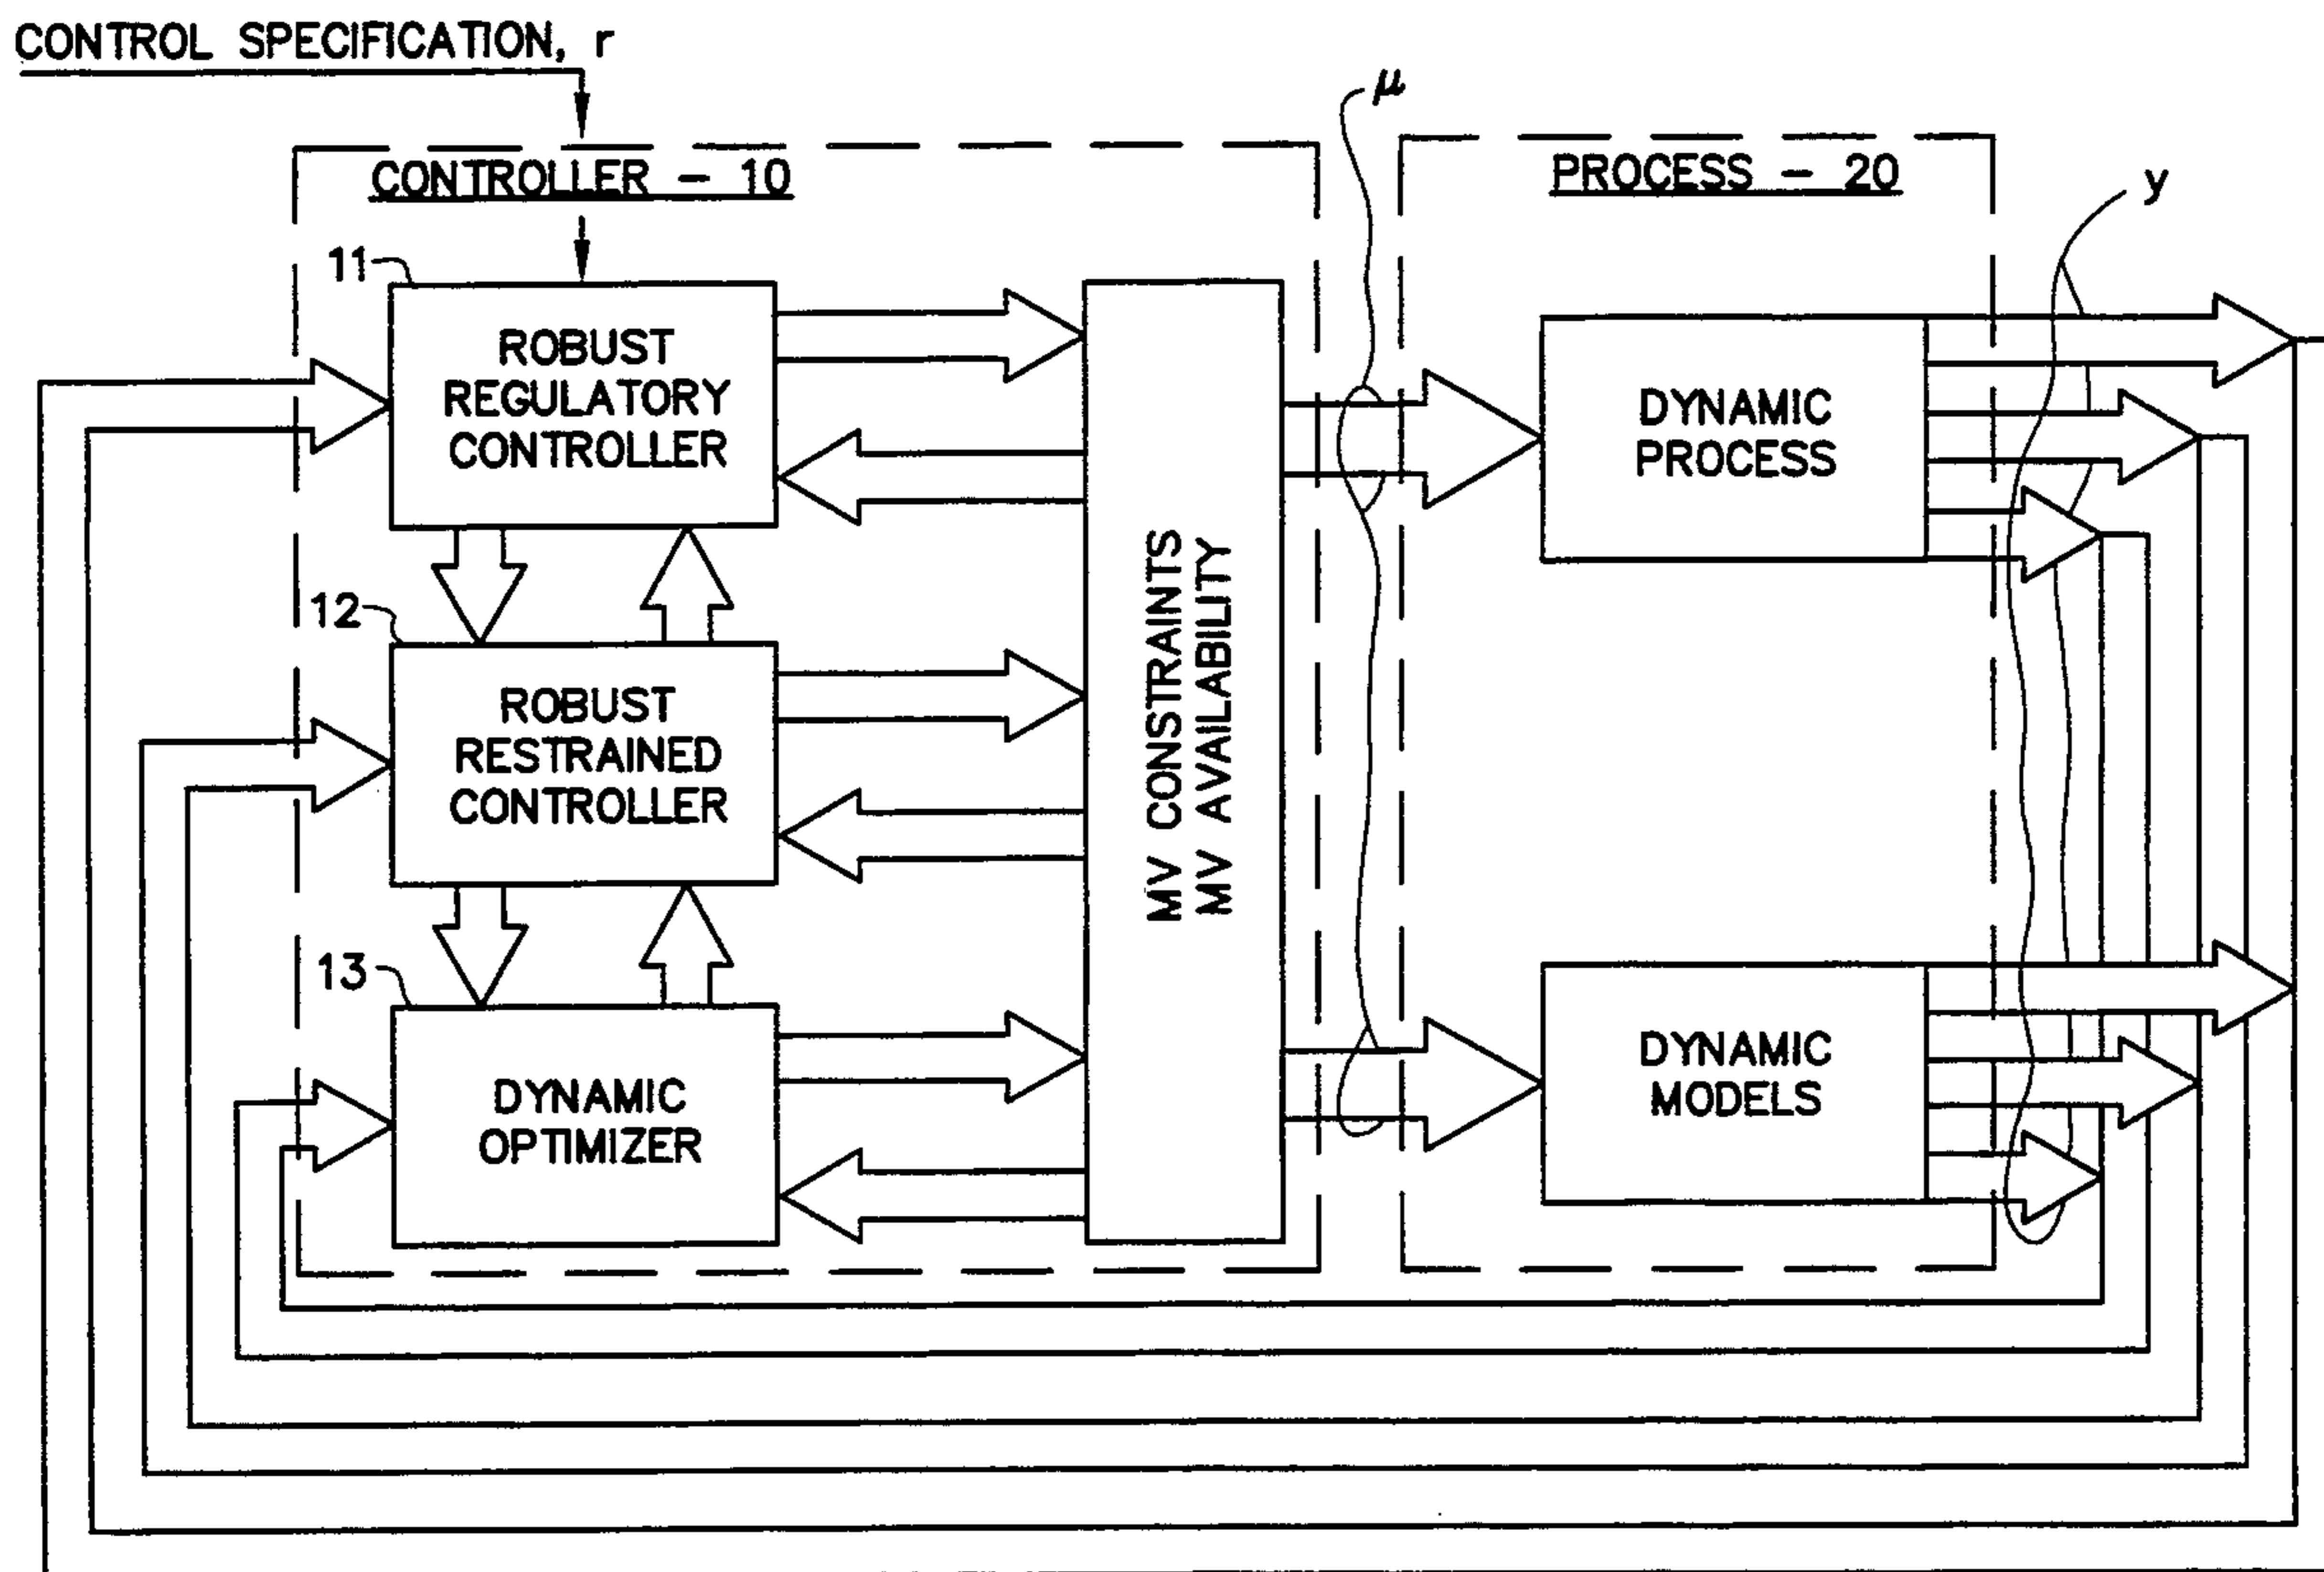 CONTROL SPECIFICATION, r
μ
CONTROLLER - 10
PROCESS - 20
y
11
ROBUST
REGULATORY
CONTROLLER
DYNAMIC
PROCESS
12
ROBUST
RESTRAINED
CONTROLLER
MV CONSTRAINTS
MV AVAILABILITY
13
DYNAMIC
OPTIMIZER
DYNAMIC
MODELS